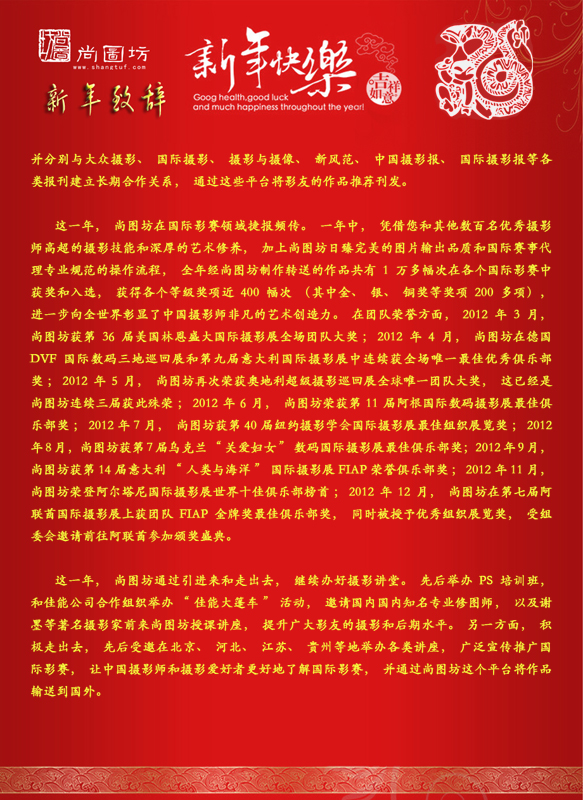 尚圖坊
www.shangtuf.com
新年快樂
吉祥
如意
Goog health,good luck
and much happiness throughout the year!
新年致辞
并分别与大众摄影、 国际摄影、 摄影与摄像、 新风范、 中国摄影报、 国际摄影报等各
类报刊建立长期合作关系， 通过这些平台将影友的作品推荐刊发。
这一年， 尚图坊在国际影赛领域捷报频传。 一年中， 凭借您和其他数百名优秀摄影
师高超的摄影技能和深厚的艺术修养， 加上尚图坊日臻完美的图片输出品质和国际赛事代
理专业规范的操作流程， 全年经尚图坊制作转送的作品共有 1 万多幅次在各个国际影赛中
获奖和入选， 获得各个等级奖项近 400 幅次 （其中金、 银、 铜奖等奖项 200 多项），
进一步向全世界彰显了中国摄影师非凡的艺术创造力。 在团队荣誉方面， 2012 年 3 月，
尚图坊获第 36 届美国林恩盛大国际摄影展全场团队大奖； 2012 年 4 月， 尚图坊在德国
DVF 国际数码三地巡回展和第九届意大利国际摄影展中连续获全场唯一最佳优秀俱乐部
奖； 2012 年 5 月， 尚图坊再次荣获奥地利超级摄影巡回展全球唯一团队大奖， 这已经是
尚图坊连续三届获此殊荣； 2012 年 6 月， 尚图坊荣获第 11 届阿根国际数码摄影展最佳俱
乐部奖； 2012 年 7 月， 尚图坊获第 40 届纽约摄影学会国际摄影展最佳组织展览奖； 2012
年 8 月， 尚图坊获第 7 届乌克兰 “关爱妇女” 数码国际摄影展最佳俱乐部奖； 2012 年 9 月，
尚图坊获第 14 届意大利 “人类与海洋” 国际摄影展 FIAP 荣誉俱乐部奖； 2012 年 11 月，
尚图坊荣登阿尔塔尼国际摄影展世界十佳俱乐部榜首； 2012 年 12 月， 尚图坊在第七届阿
联酋国际摄影展上获团队 FIAP 金牌奖最佳俱乐部奖， 同时被授予优秀组织展览奖， 受组
委会邀请前往阿联酋参加颁奖盛典。
这一年， 尚图坊通过引进来和走出去， 继续办好摄影讲堂。 先后举办 PS 培训班，
和佳能公司合作组织举办 “佳能大篷车” 活动， 邀请国内国内知名专业修图师， 以及谢
墨等著名摄影家前来尚图坊授课讲座， 提升广大影友的摄影和后期水平。 另一方面， 积
极走出去， 先后受邀在北京、 河北、 江苏、 贵州等地举办各类讲座， 广泛宣传推广国
际影赛， 让中国摄影师和摄影爱好者更好地了解国际影赛， 并通过尚图坊这个平台将作品
输送到国外。